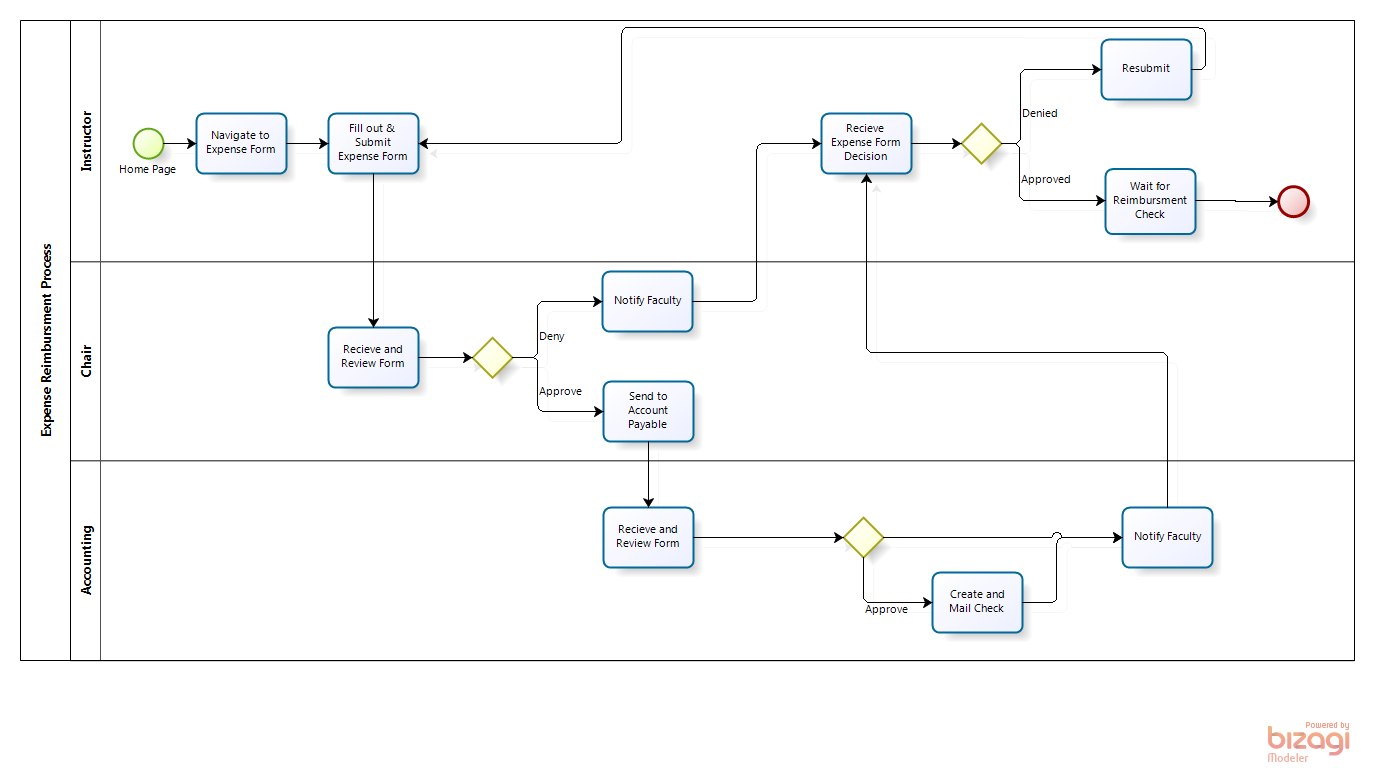 Expense Reimbursment Process
Instructor
Home Page
Navigate to
Expense Form
Fill out &
Submit
Expense Form
Recieve
Expense Form
Decision
Denied
Resubmit
Approved
Wait for
Reimbursment
Check
Chair
Recieve and
Review Form
Deny
Notify Faculty
Approve
Send to
Account
Payable
Accounting
Recieve and
Review Form
Approve
Create and
Mail Check
Notify Faculty
Powered by
bizagi
Modeler